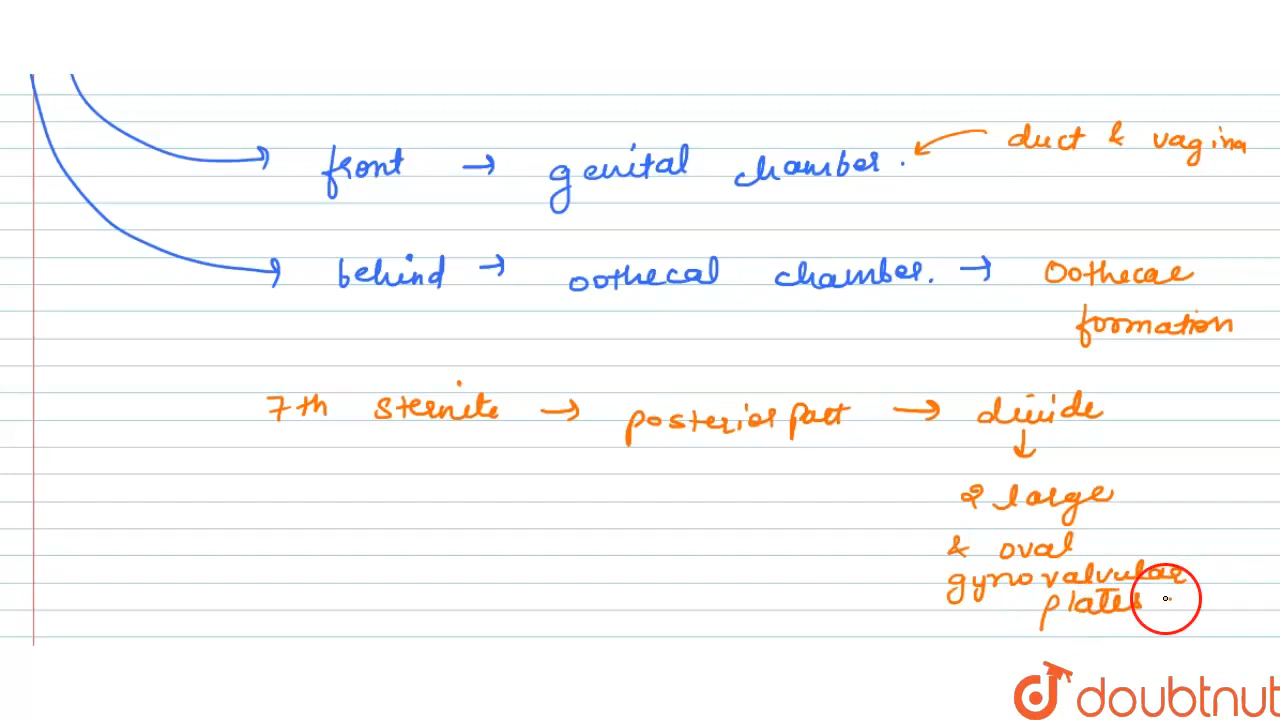 front → genital chamber. ← duct & vagina
behind → oothecal chamber. → Oothecae
formation
7th sternite → posterior part → divide
↓
2 large
& oval
gynovalvular
plates
doubtnut